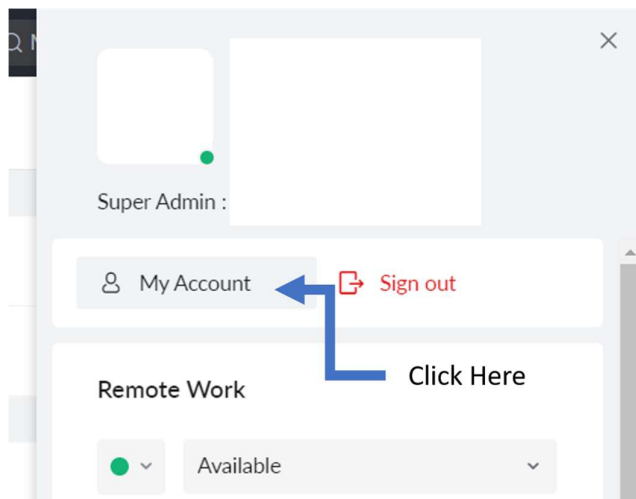 Super Admin :
My Account
Sign out
Click Here
Remote Work
Available